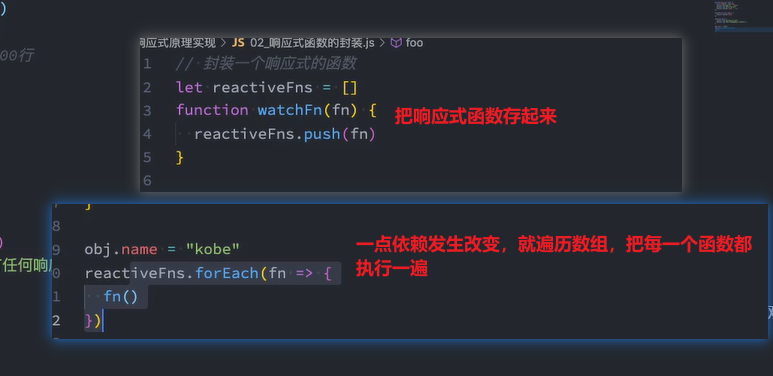 )
00行
响应式原理实现 > JS 02_响应式函数的封装.js > foo
1 // 封装一个响应式的函数
2 let reactiveFns = []
3 function watchFn(fn) {
4 reactiveFns.push(fn)
5 }
6
把响应式函数存起来
7 }
8
9 obj.name = "kobe"
0 reactiveFns.forEach(fn => {
1 fn()
2 })
一点依赖发生改变，就遍历数组，把每一个函数都
执行一遍
)
任何响